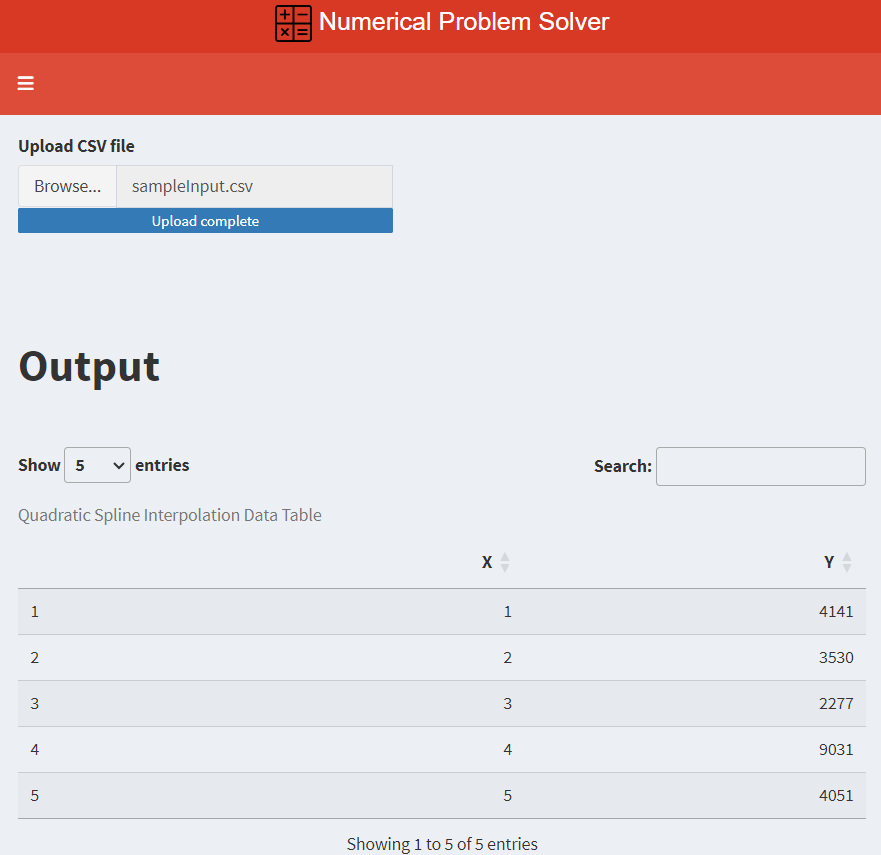 Numerical Problem Solver
Upload CSV file
Browse... sampleInput.csv
Upload complete
Output
Show 5 entries Search:
Quadratic Spline Interpolation Data Table
X Y
1 1 4141
2 2 3530
3 3 2277
4 4 9031
5 5 4051
Showing 1 to 5 of 5 entries